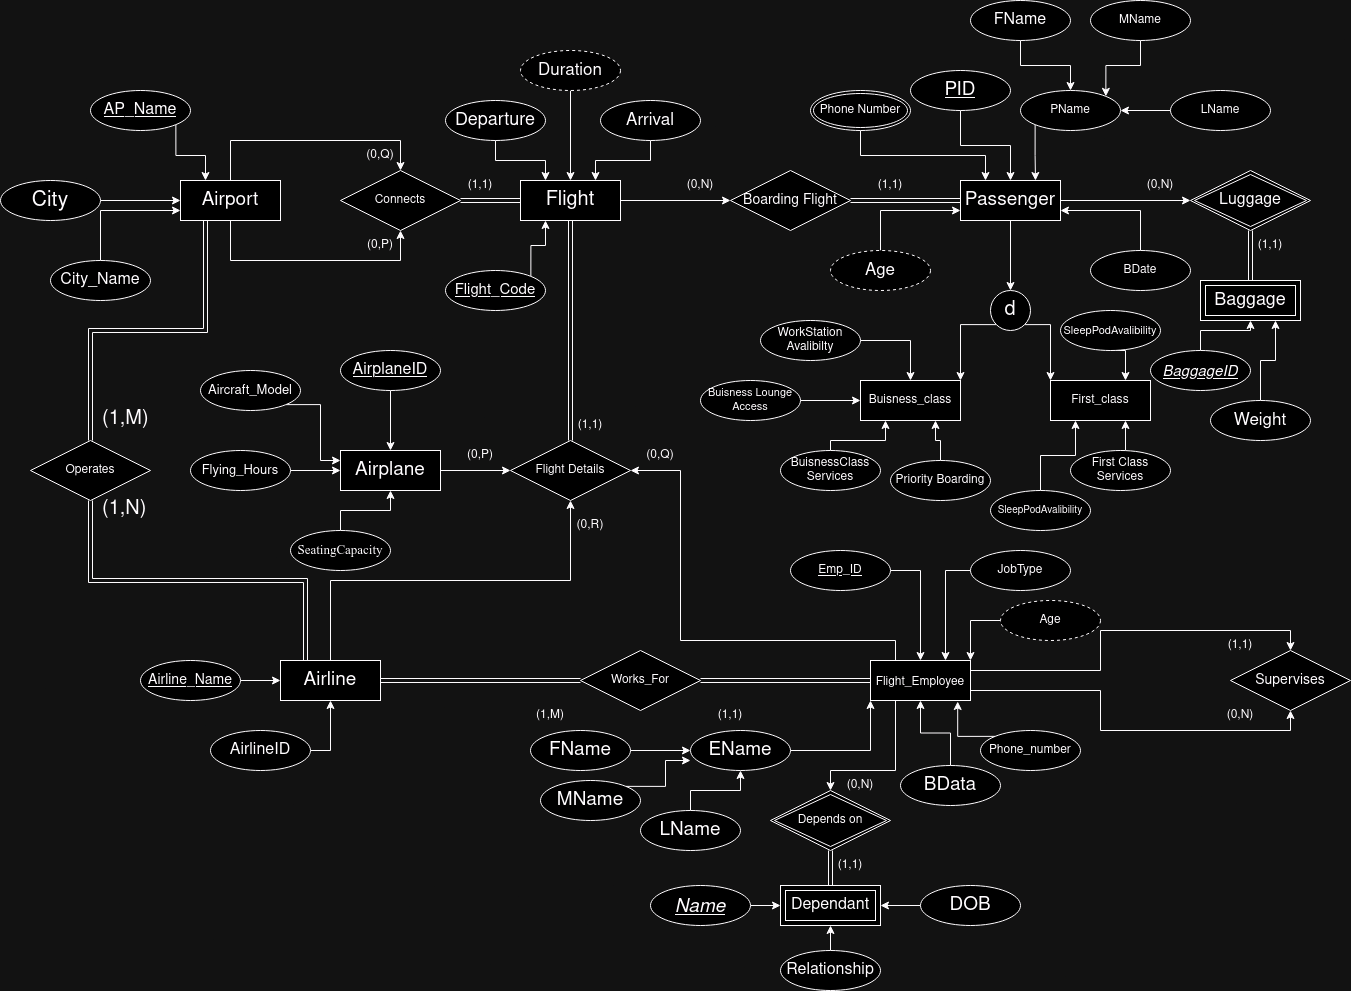 FName
MName
Duration
PID
AP_Name
Phone Number
PName
LName
Departure
Arrival
(0,Q)
(1,1)
(0,N)
(1,1)
(0,N)
City
Airport
Connects
Flight
Boarding Flight
Passenger
Luggage
(0,P)
(1,1)
City_Name
Flight_Code
Age
BDate
Baggage
d
WorkStation
Avalibilty
SleepPodAvalibility
AirplaneID
BaggageID
Aircraft_Model
Buisness Lounge
Access
Buisness_class
First_class
(1,M)
Weight
(1,1)
(0,P)
(0,Q)
Operates
Flying_Hours
Airplane
Flight Details
BuisnessClass
Services
Priority Boarding
First Class
Services
(1,N)
SleepPodAvalibility
(0,R)
SeatingCapacity
Emp_ID
JobType
Age
(1,1)
Airline_Name
Airline
Works_For
Flight_Employee
Supervises
(1,M)
(1,1)
(0,N)
AirlineID
FName
EName
Phone_number
(0,N)
BData
MName
LName
Depends on
(1,1)
Name
Dependant
DOB
Relationship